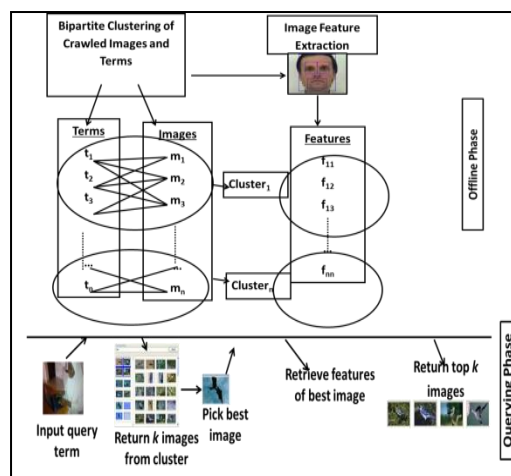 Bipartite Clustering of
Crawled Images and
Terms
Image Feature
Extraction
Terms
Images
Features
t1
m1
f11
t2
m2
f12
t3
m3
f13
Cluster1
Offline Phase
....
...
tn
mn
Clustern
fnn
Input query
term
Return k images
from cluster
Pick best
image
Retrieve features
of best image
Return top k
images
Querying Phase